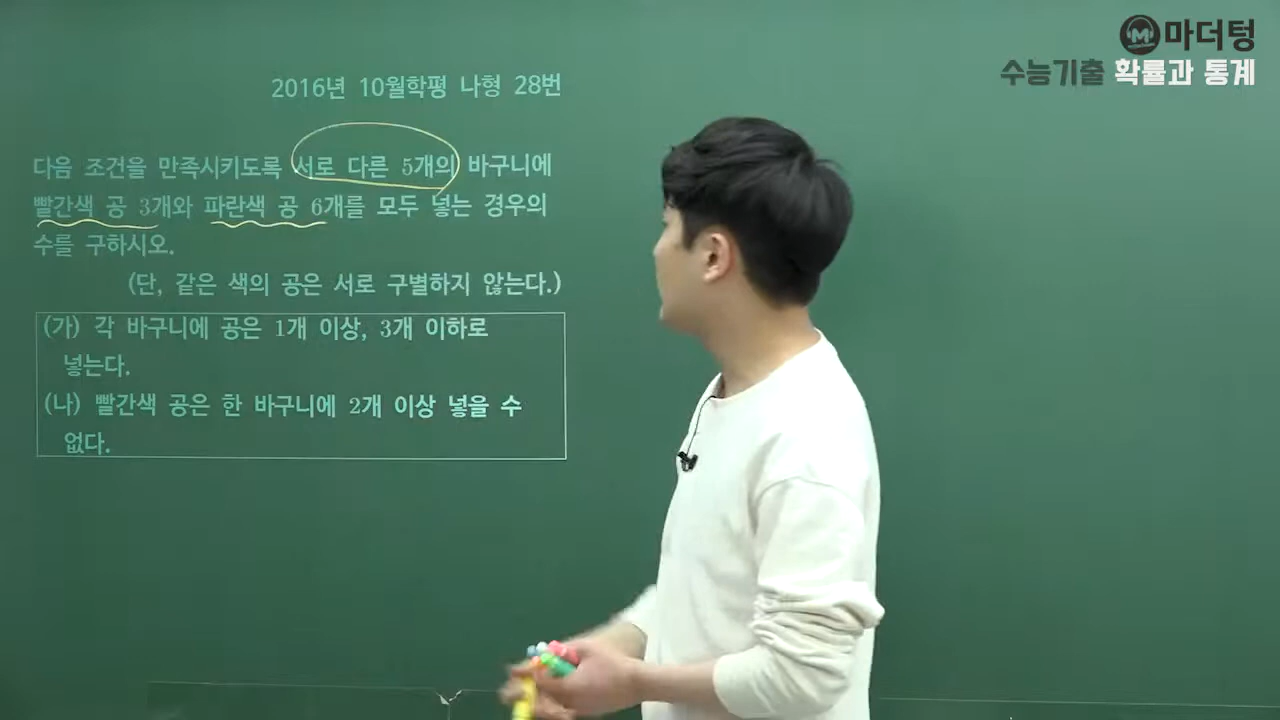 마더텅
수능기출 확률과 통계
2016년 10월학평 나형 28번
다음 조건을 만족시키도록 서로 다른 5개의 바구니에
빨간색 공 3개와 파란색 공 6개를 모두 넣는 경우의
수를 구하시오.
(단, 같은 색의 공은 서로 구별하지 않는다.)
(가) 각 바구니에 공은 1개 이상, 3개 이하로
넣는다.
(나) 빨간색 공은 한 바구니에 2개 이상 넣을 수
없다.